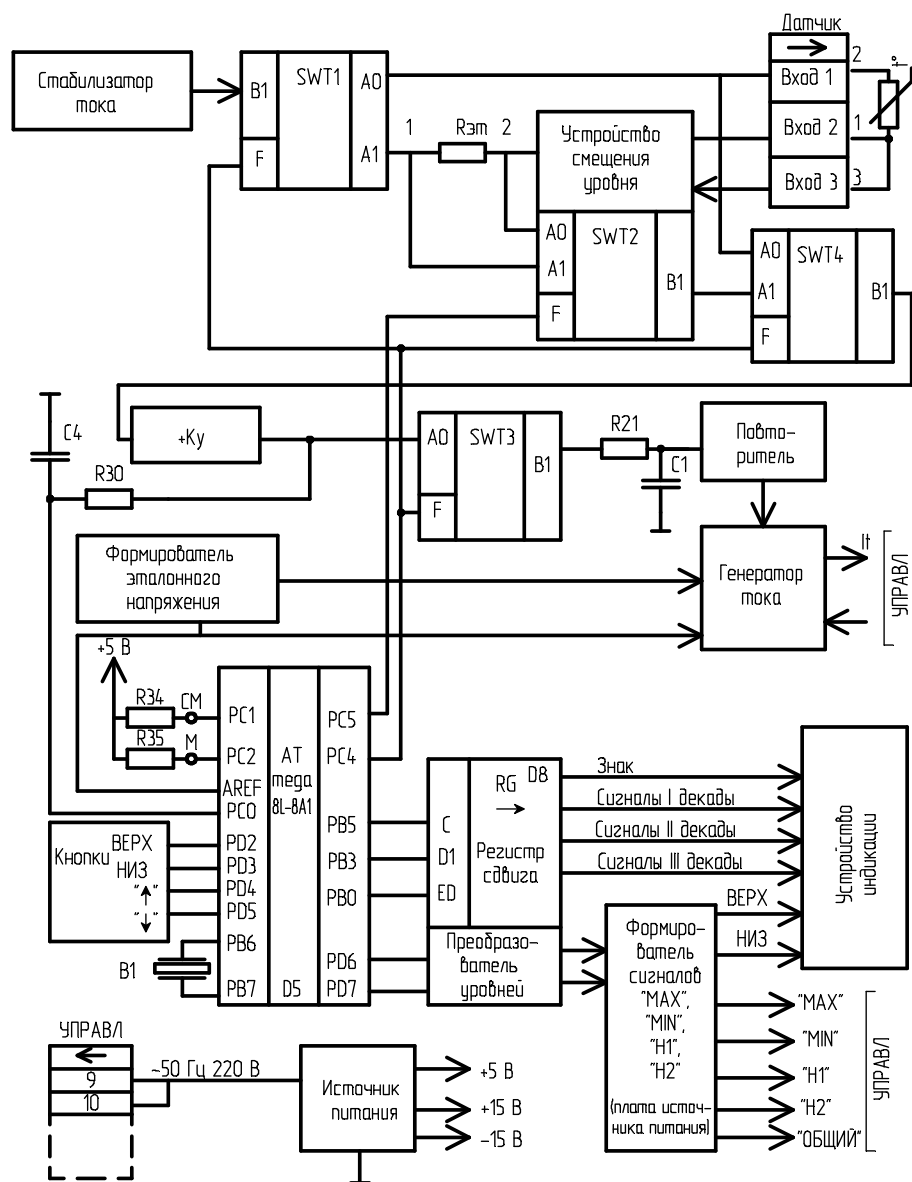 Датчик
Стабилизатор
тока
B1
SWT1
A0
F
A1
1
Rэт
2
Устройство
смещения
уровня
Вход 1
2
t°
Вход 2
1
Вход 3
3
A0
SWT2
A1
B1
F
A0
SWT4
A1
B1
F
C4
+Ку
R30
A0
SWT3
B1
F
R21
C1
Повто-
ритель
Формирователь
эталонного
напряжения
Генератор
тока
It
УПРАВЛ
+5 В
R34
СМ
R35
М
PC1
PC2
AREF
PC0
PD2
PD3
PD4
PD5
PB6
PB7
AT
mega
8L-8A1
D5
PC5
PC4
PB5
PB3
PB0
PD6
PD7
Кнопки
ВЕРХ
НИЗ
"↑"
"↓"
B1
C
D1
ED
RG
D8
→
Регистр
сдвига
Преобразо-
ватель
уровней
Знак
Сигналы I декады
Сигналы II декады
Сигналы III декады
Устройство
индикации
ВЕРХ
НИЗ
Формиро-
ватель
сигналов
"MAX",
"MIN",
"H1",
"H2"
(плата источ-
ника питания)
"MAX"
"MIN"
"H1"
"H2"
"ОБЩИЙ"
УПРАВЛ
УПРАВЛ
9
10
~50 Гц 220 В
Источник
питания
+5 В
+15 В
-15 В